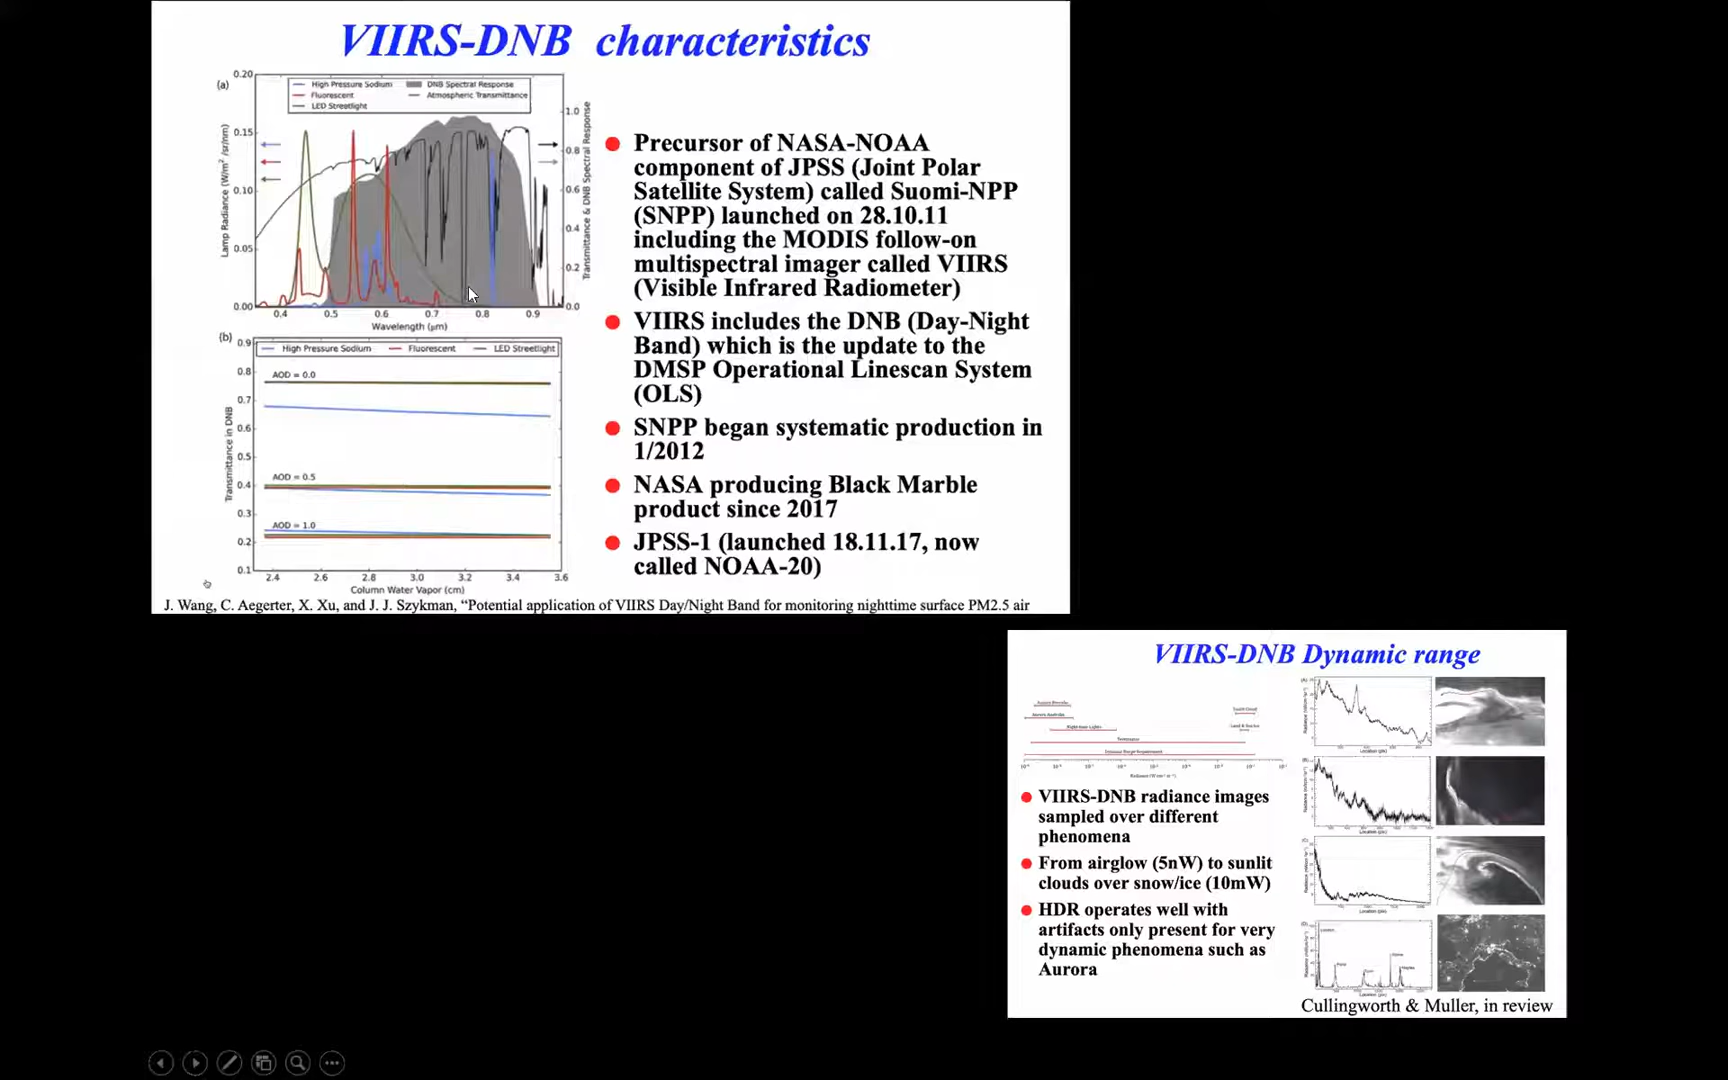 VIIRS-DNB characteristics
(a)
High Pressure Sodium
Fluorescent
LED Streetlight
DNB Spectral Response
Atmospheric Transmittance
0.20
0.15
0.10
0.05
0.00
Lamp Radiance (W/m² /sr/nm)
1.0
0.8
0.6
0.4
0.2
0.0
Transmittance & DNB Spectral Response
0.4 0.5 0.6 0.7 0.8 0.9
Wavelength (μm)
(b)
High Pressure Sodium Fluorescent LED Streetlight
0.9
0.8
0.7
0.6
0.5
0.4
0.3
0.2
0.1
Transmittance in DNB
AOD = 0.0
AOD = 0.5
AOD = 1.0
2.4 2.6 2.8 3.0 3.2 3.4 3.6
Column Water Vapor (cm)
Precursor of NASA-NOAA
component of JPSS (Joint Polar
Satellite System) called Suomi-NPP
(SNPP) launched on 28.10.11
including the MODIS follow-on
multispectral imager called VIIRS
(Visible Infrared Radiometer)
VIIRS includes the DNB (Day-Night
Band) which is the update to the
DMSP Operational Linescan System
(OLS)
SNPP began systematic production in
1/2012
NASA producing Black Marble
product since 2017
JPSS-1 (launched 18.11.17, now
called NOAA-20)
J. Wang, C. Aegerter, X. Xu, and J. J. Szykman, “Potential application of VIIRS Day/Night Band for monitoring nighttime surface PM2.5 air
VIIRS-DNB Dynamic range
VIIRS-DNB radiance images
sampled over different
phenomena
From airglow (5nW) to sunlit
clouds over snow/ice (10mW)
HDR operates well with
artifacts only present for very
dynamic phenomena such as
Aurora
Cullingworth & Muller, in review